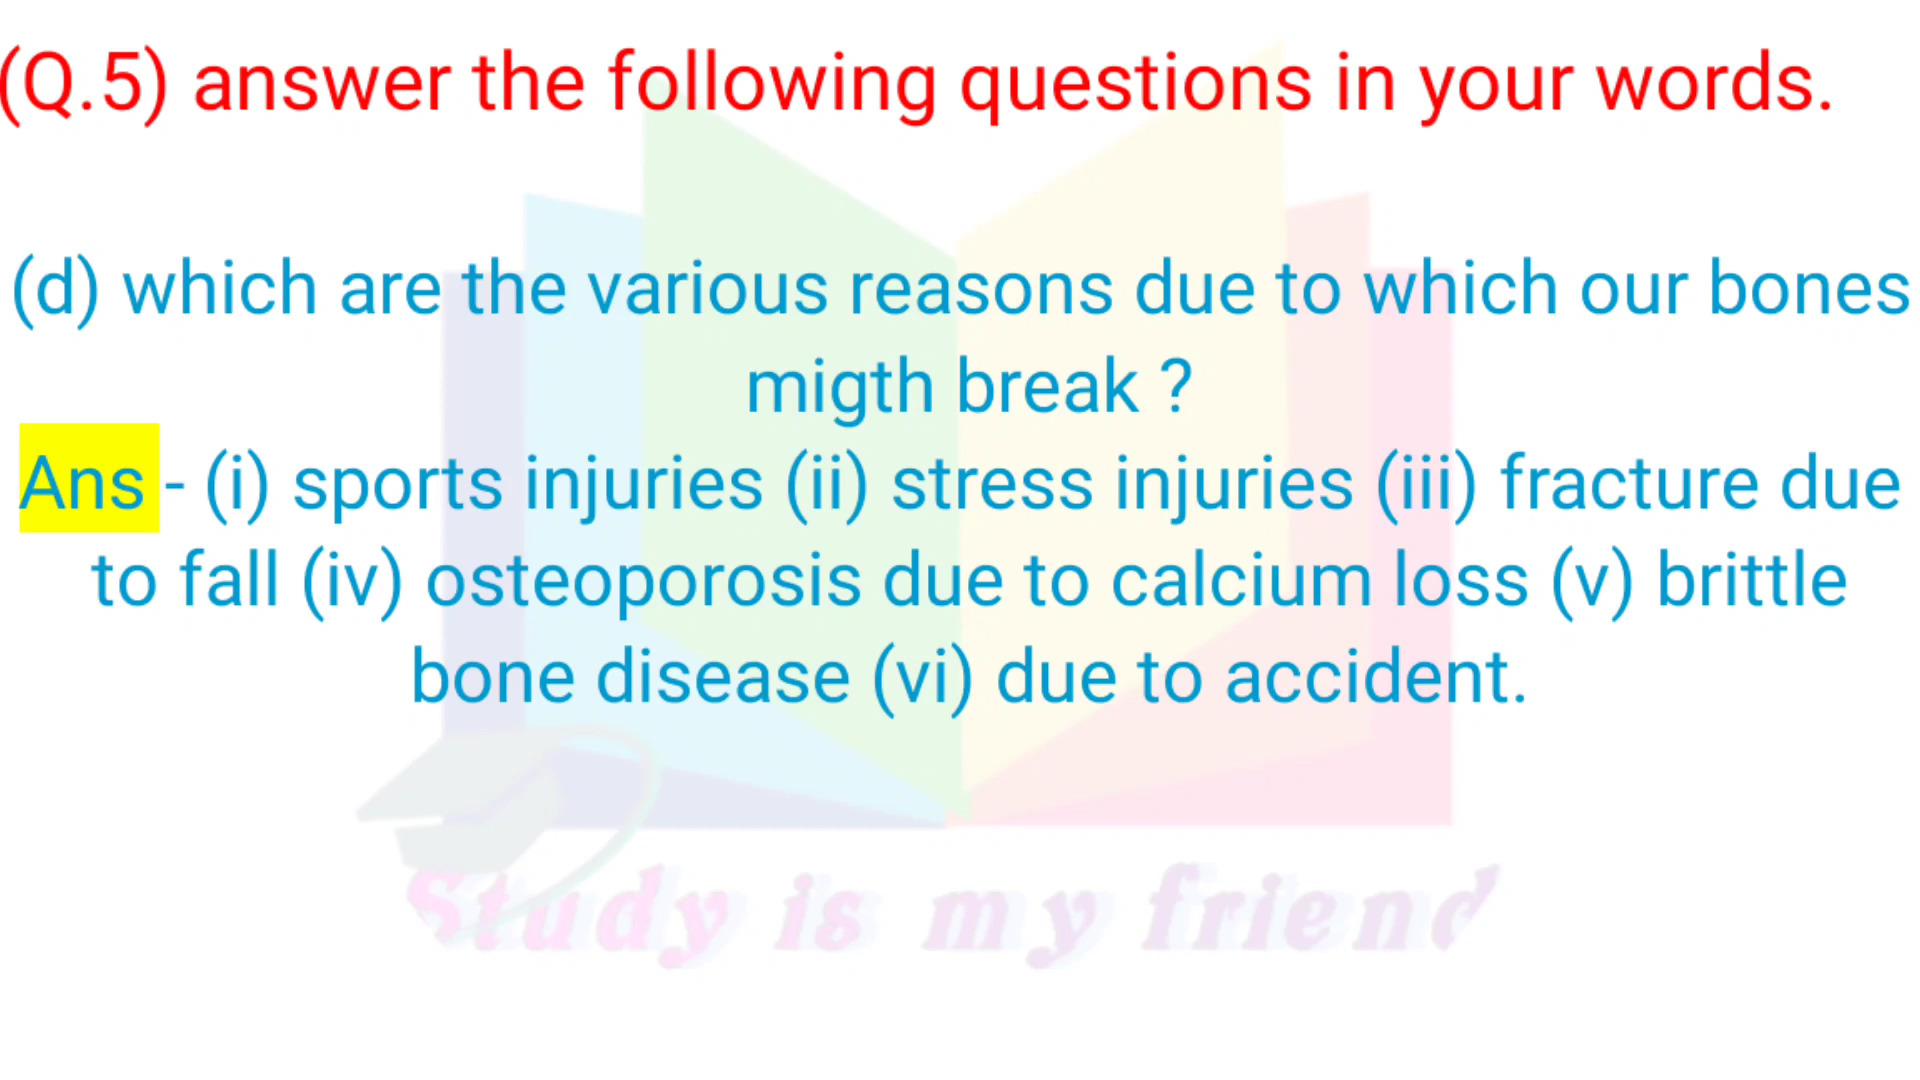 (Q.5) answer the following questions in your words.
(d) which are the various reasons due to which our bones
migth break ?
Ans - (i) sports injuries (ii) stress injuries (iii) fracture due
to fall (iv) osteoporosis due to calcium loss (v) brittle
bone disease (vi) due to accident.
Study is my friend